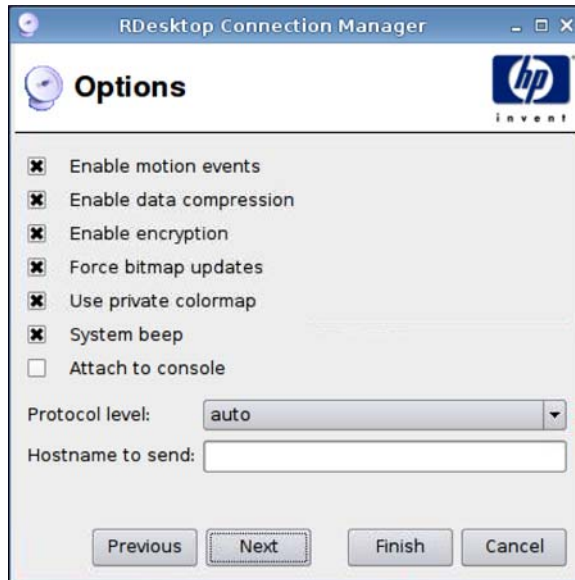 RDesktop Connection Manager
Options
hp
invent
Enable motion events
Enable data compression
Enable encryption
Force bitmap updates
Use private colormap
System beep
Attach to console
Protocol level: auto
Hostname to send:
Previous Next Finish Cancel